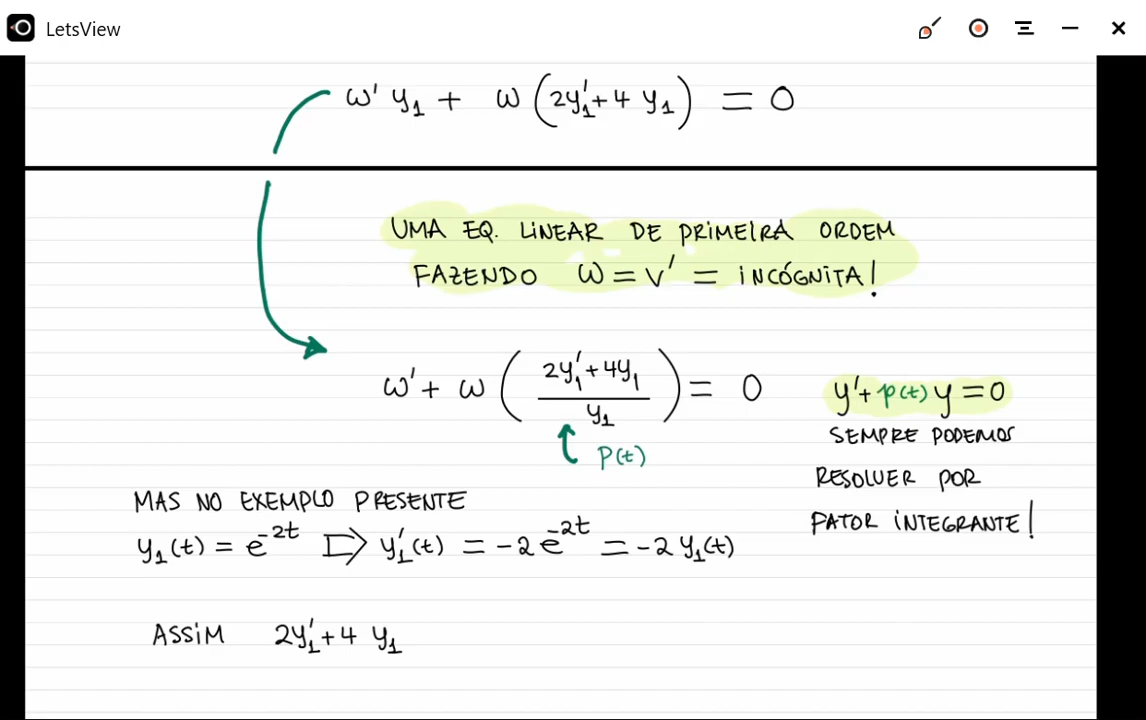 LetsView
ω' y₁ + ω (2y₁' + 4 y₁) = 0
UMA EQ. LINEAR DE PRIMEIRA ORDEM
FAZENDO ω = v' = INCÓGNITA!
ω' + ω ( (2y₁' + 4y₁) / y₁ ) = 0
P(t)
y' + p(t) y = 0
SEMPRE PODEMOS
RESOLVER POR
FATOR INTEGRANTE!
MAS NO EXEMPLO PRESENTE
y₁(t) = e^{-2t} ⇒ y₁'(t) = -2 e^{-2t} = -2 y₁(t)
ASSIM 2y₁' + 4 y₁